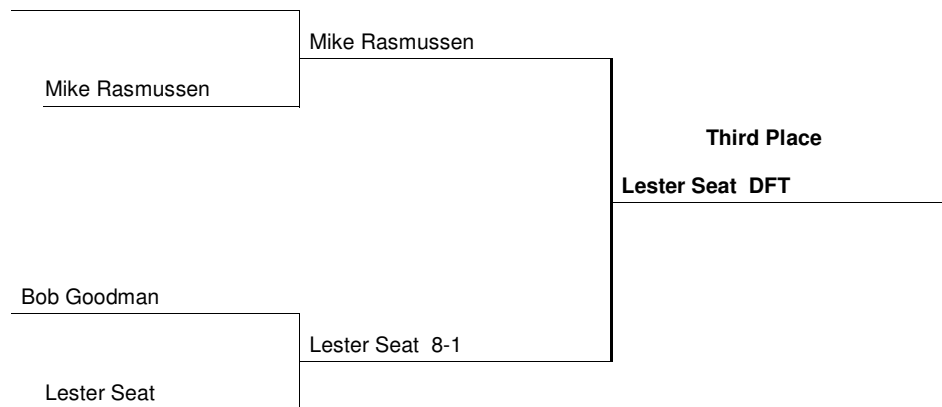 Mike Rasmussen
Mike Rasmussen
Third Place
Lester Seat DFT
Bob Goodman
Lester Seat 8-1
Lester Seat